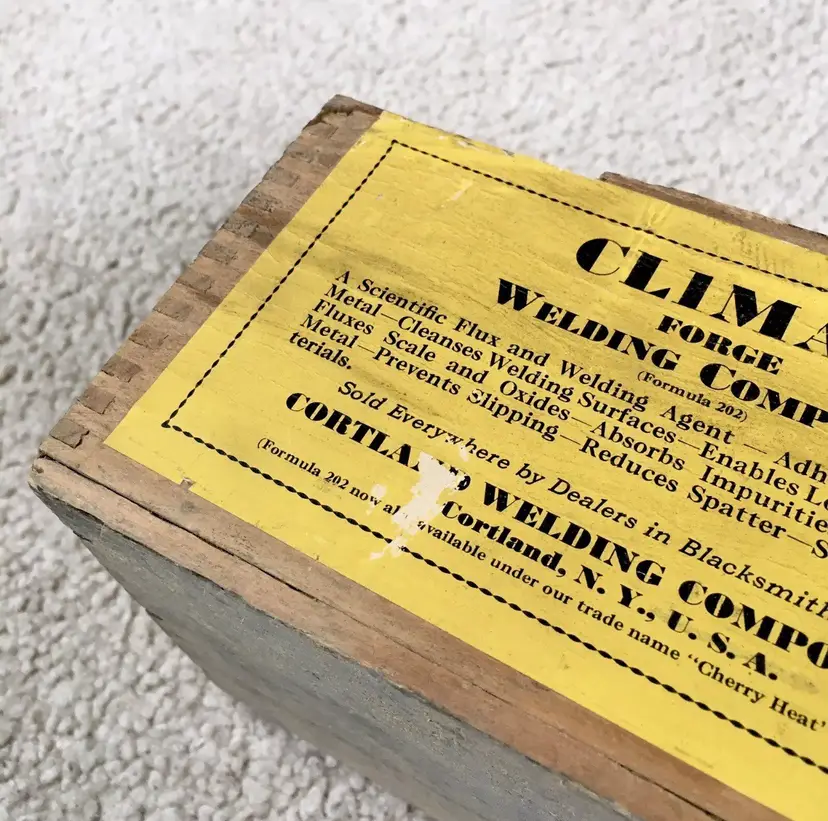 CLIMA
FORGE
WELDING COMP
(Formula 202)
A Scientific Flux and Welding Agent — Adh
Metal—Cleanses Welding Surfaces—Enables Lo
Fluxes Scale and Oxides—Absorbs Impuritie
Metal—Prevents Slipping—Reduces Spatter—S
terials.
Sold Everywhere by Dealers in Blacksmith
CORTLAND WELDING COMPO
Cortland, N. Y., U. S. A.
(Formula 202 now also available under our trade name "Cherry Heat"